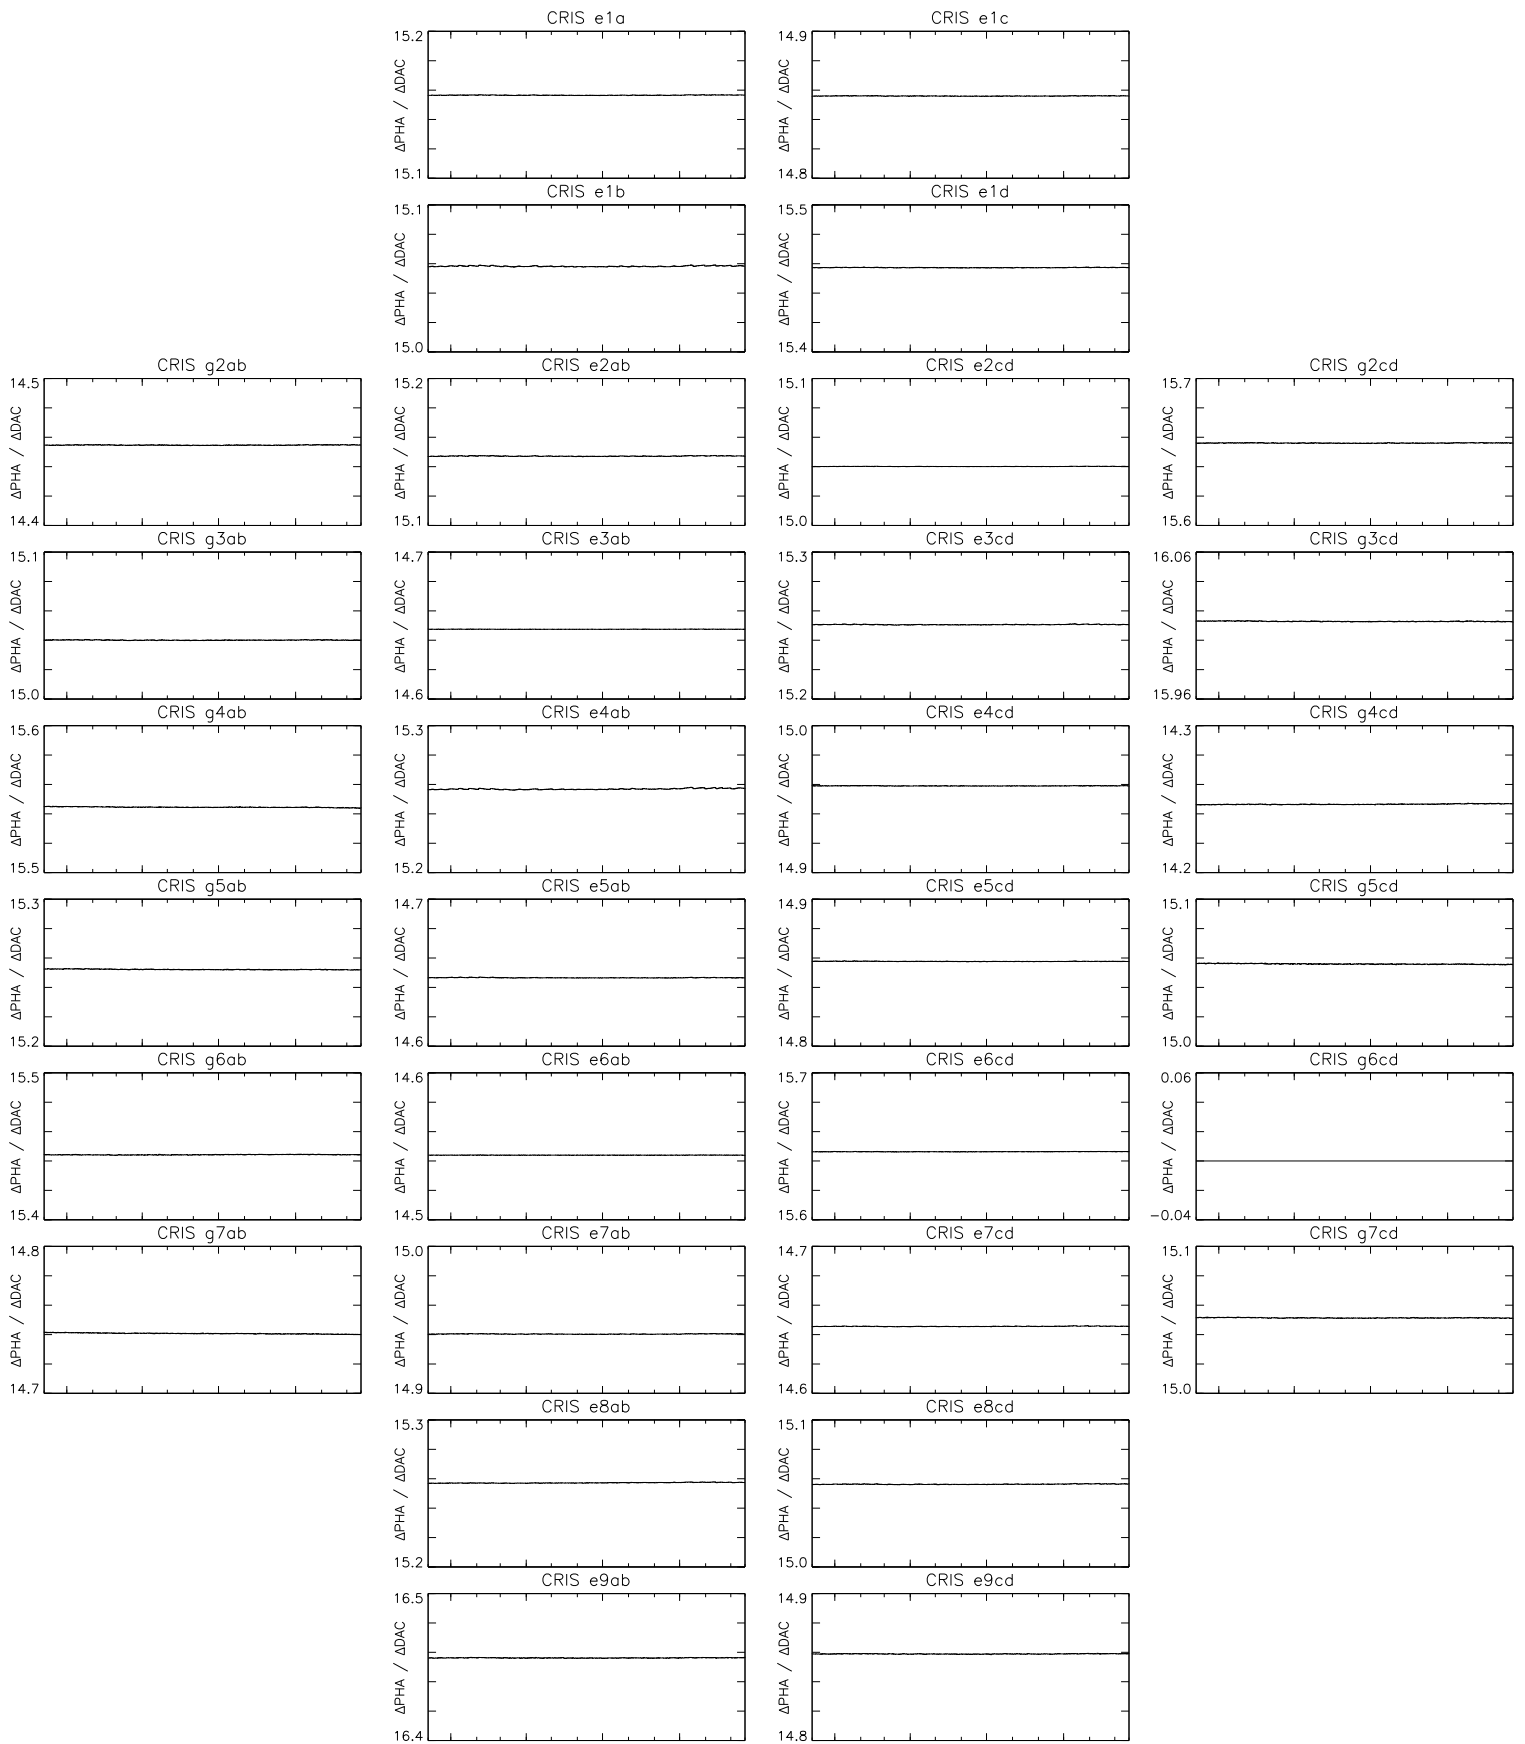 CRIS e1a
15.2
ΔPHA / ΔDAC
15.1
CRIS e1c
14.9
ΔPHA / ΔDAC
14.8
CRIS e1b
15.1
ΔPHA / ΔDAC
15.0
CRIS e1d
15.5
ΔPHA / ΔDAC
15.4
CRIS g2ab
14.5
ΔPHA / ΔDAC
14.4
CRIS e2ab
15.2
ΔPHA / ΔDAC
15.1
CRIS e2cd
15.1
ΔPHA / ΔDAC
15.0
CRIS g2cd
15.7
ΔPHA / ΔDAC
15.6
CRIS g3ab
15.1
ΔPHA / ΔDAC
15.0
CRIS e3ab
14.7
ΔPHA / ΔDAC
14.6
CRIS e3cd
15.3
ΔPHA / ΔDAC
15.2
CRIS g3cd
16.06
ΔPHA / ΔDAC
15.96
CRIS g4ab
15.6
ΔPHA / ΔDAC
15.5
CRIS e4ab
15.3
ΔPHA / ΔDAC
15.2
CRIS e4cd
15.0
ΔPHA / ΔDAC
14.9
CRIS g4cd
14.3
ΔPHA / ΔDAC
14.2
CRIS g5ab
15.3
ΔPHA / ΔDAC
15.2
CRIS e5ab
14.7
ΔPHA / ΔDAC
14.6
CRIS e5cd
14.9
ΔPHA / ΔDAC
14.8
CRIS g5cd
15.1
ΔPHA / ΔDAC
15.0
CRIS g6ab
15.5
ΔPHA / ΔDAC
15.4
CRIS e6ab
14.6
ΔPHA / ΔDAC
14.5
CRIS e6cd
15.7
ΔPHA / ΔDAC
15.6
CRIS g6cd
0.06
ΔPHA / ΔDAC
−0.04
CRIS g7ab
14.8
ΔPHA / ΔDAC
14.7
CRIS e7ab
15.0
ΔPHA / ΔDAC
14.9
CRIS e7cd
14.7
ΔPHA / ΔDAC
14.6
CRIS g7cd
15.1
ΔPHA / ΔDAC
15.0
CRIS e8ab
15.3
ΔPHA / ΔDAC
15.2
CRIS e8cd
15.1
ΔPHA / ΔDAC
15.0
CRIS e9ab
16.5
ΔPHA / ΔDAC
16.4
CRIS e9cd
14.9
ΔPHA / ΔDAC
14.8